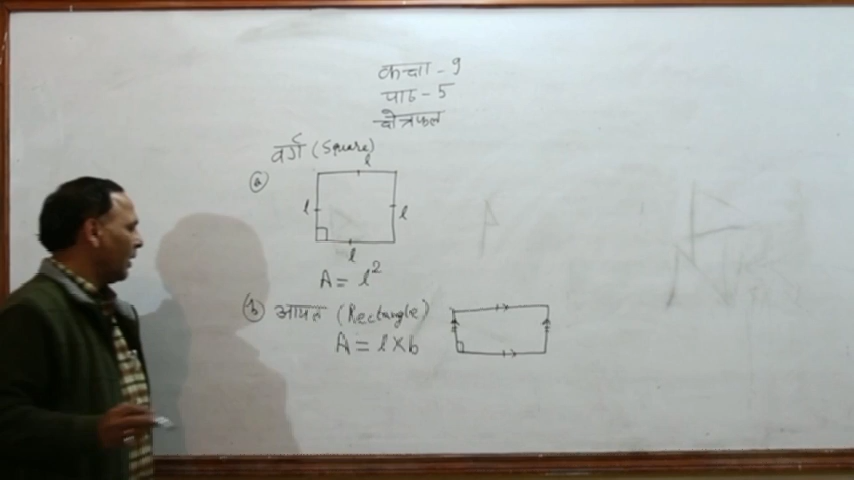 कक्षा - 9
पाठ - 5
क्षेत्रफल
वर्ग (Square)
l
(a)
l
l
l
A = l²
(b) आयत (Rectangle)
A = l × b